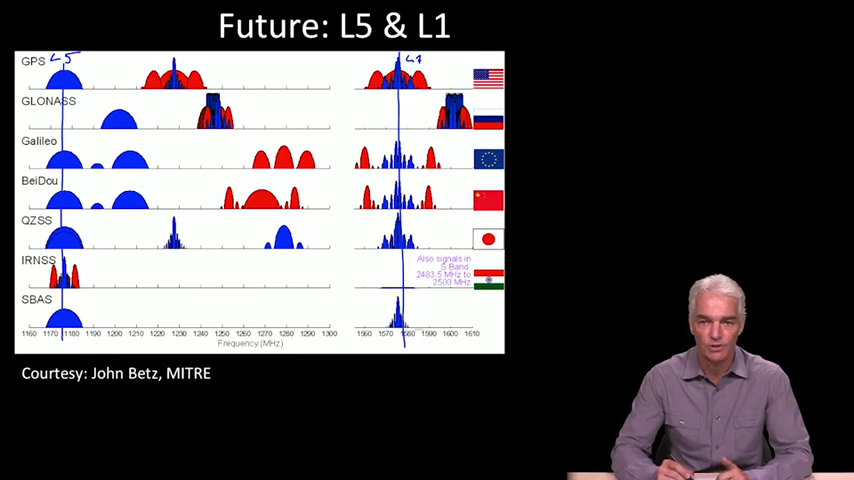 Future: L5 & L1
GPS L5 L1
GLONASS
Galileo
BeiDou
QZSS
IRNSS
Also signals in
S Band:
2483.5 MHz to
2500 MHz
SBAS
1160 1170 1180 1190 1200 1210 1220 1230 1240 1250 1260 1270 1280 1290 1300 1560 1570 1580 1590 1600 1610
Frequency (MHz)
Courtesy: John Betz, MITRE